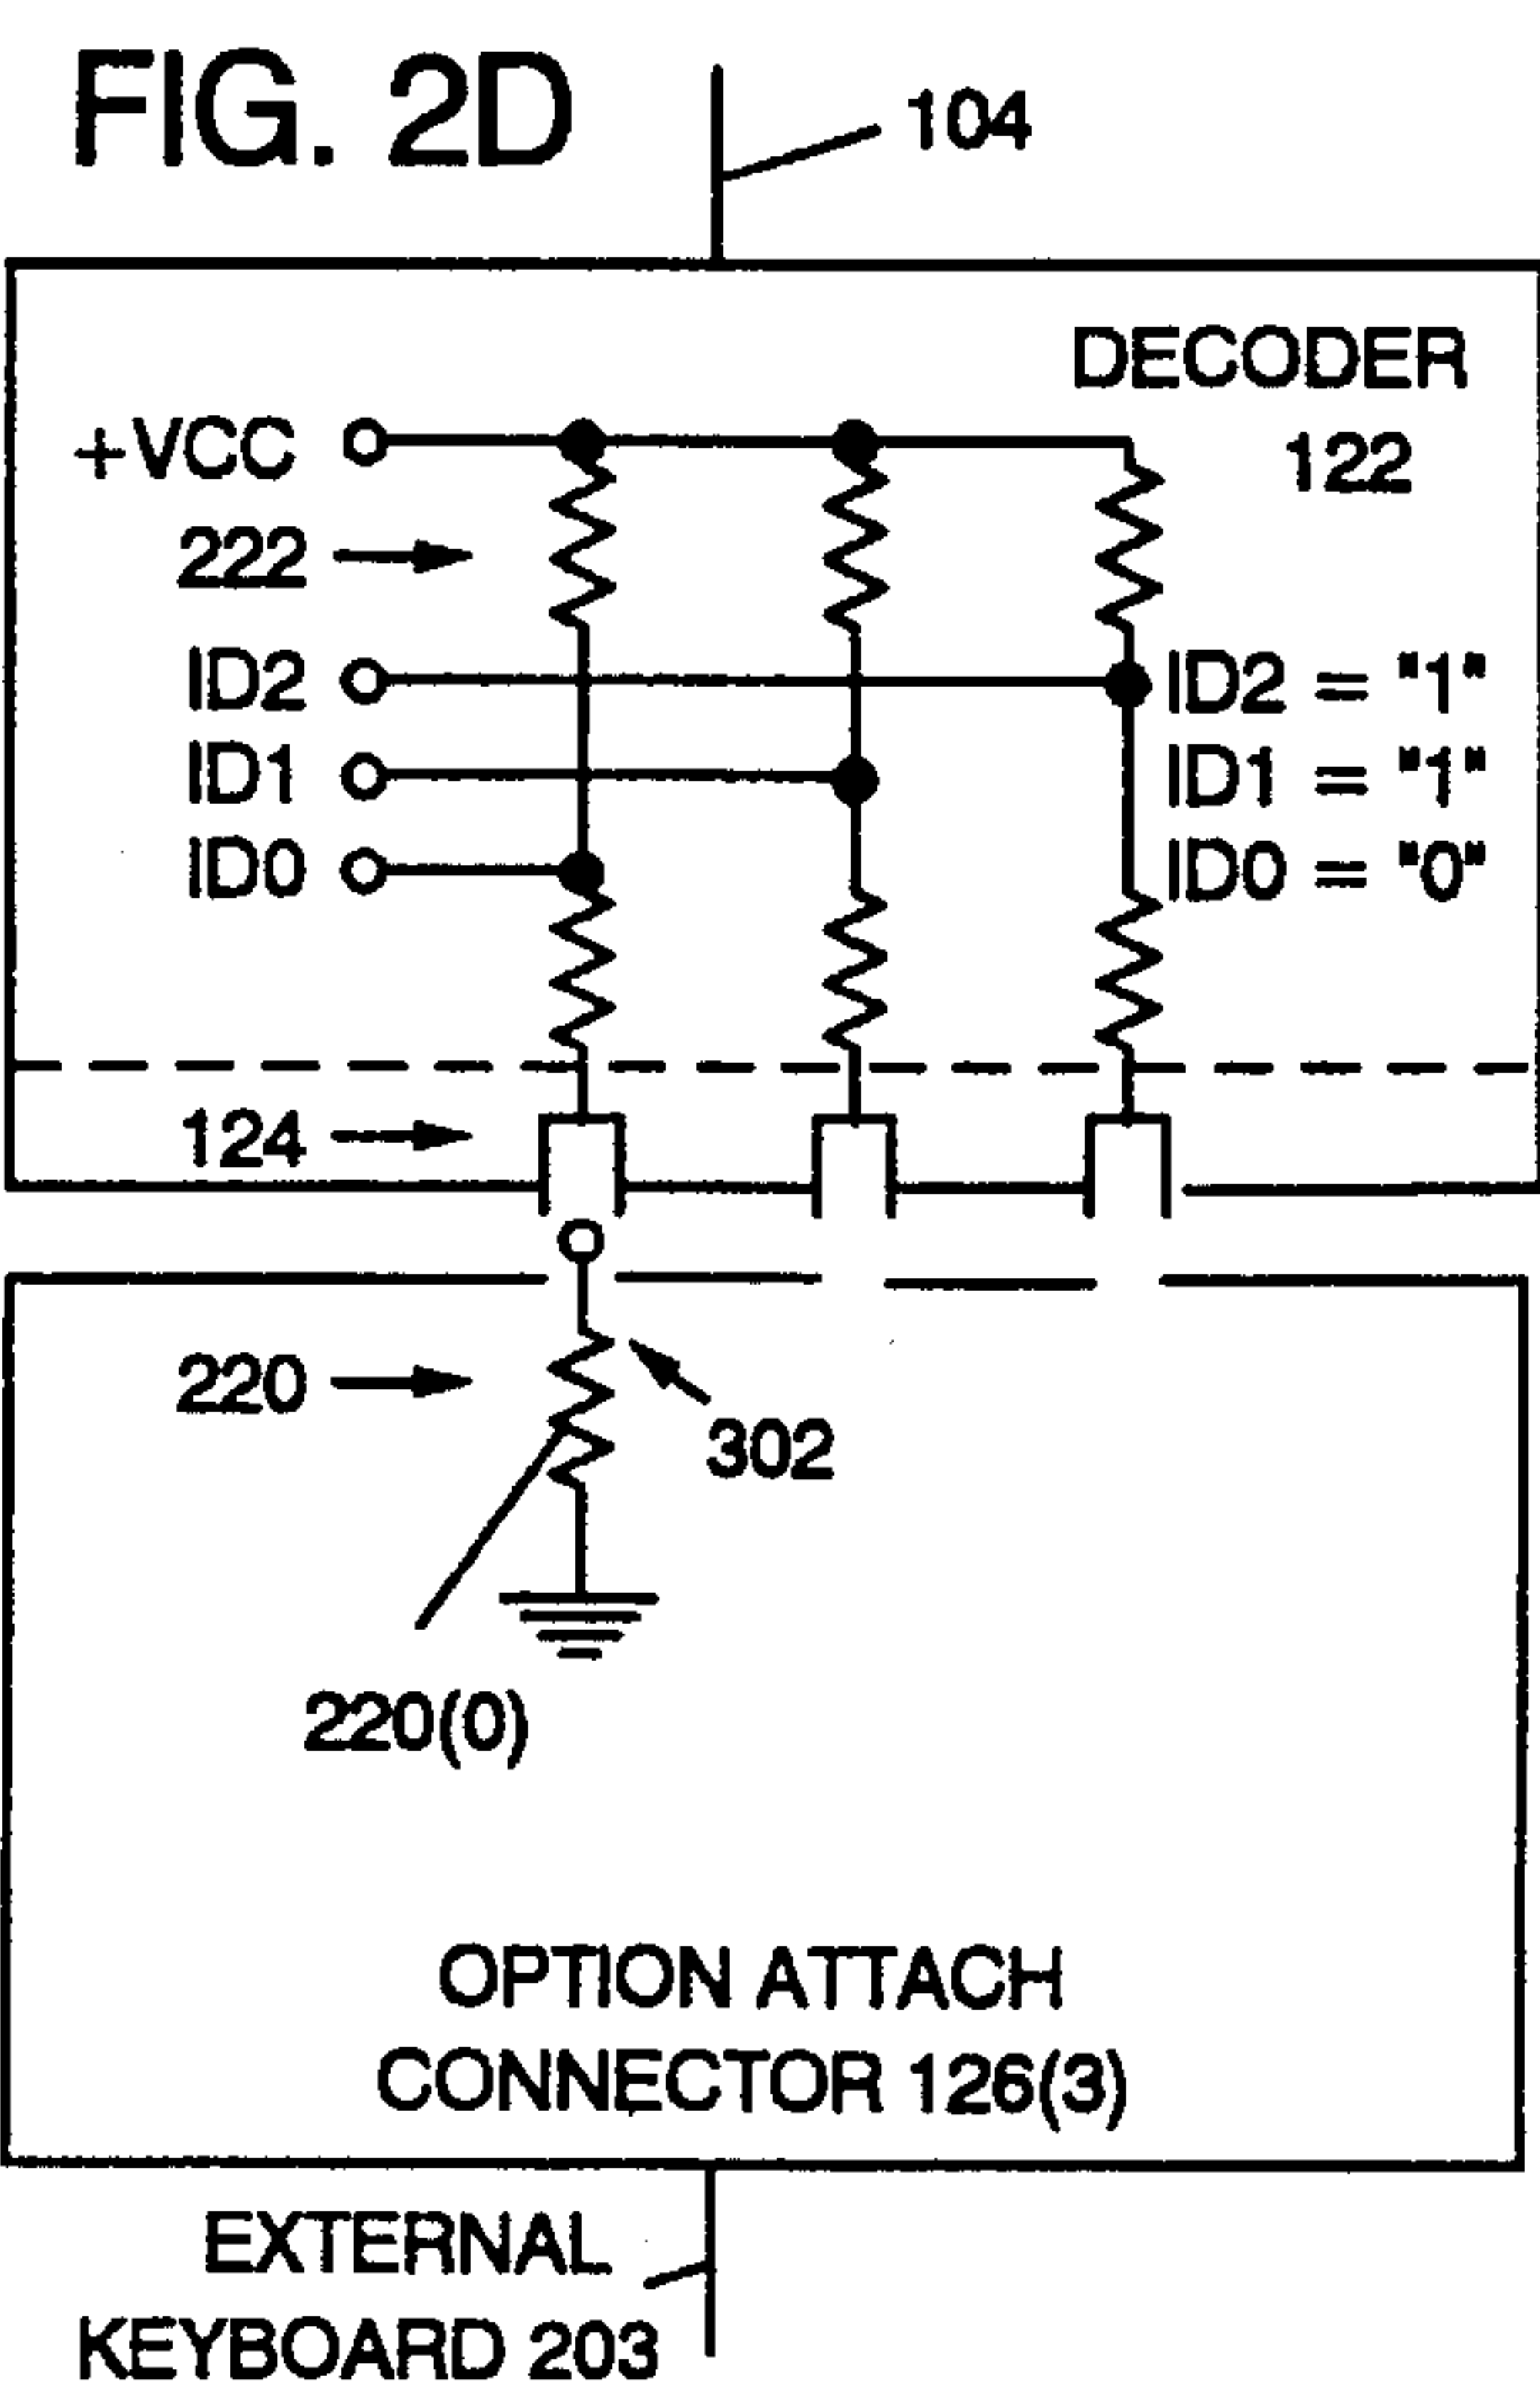 FIG. 2D
104
DECODER
122
+VCC
222
ID2
ID1
ID0
ID2 = "1"
ID1 = "1"
ID0 = "0"
124
220
302
220(0)
OPTION ATTACH
CONNECTOR 126(3)
EXTERNAL
KEYBOARD 203